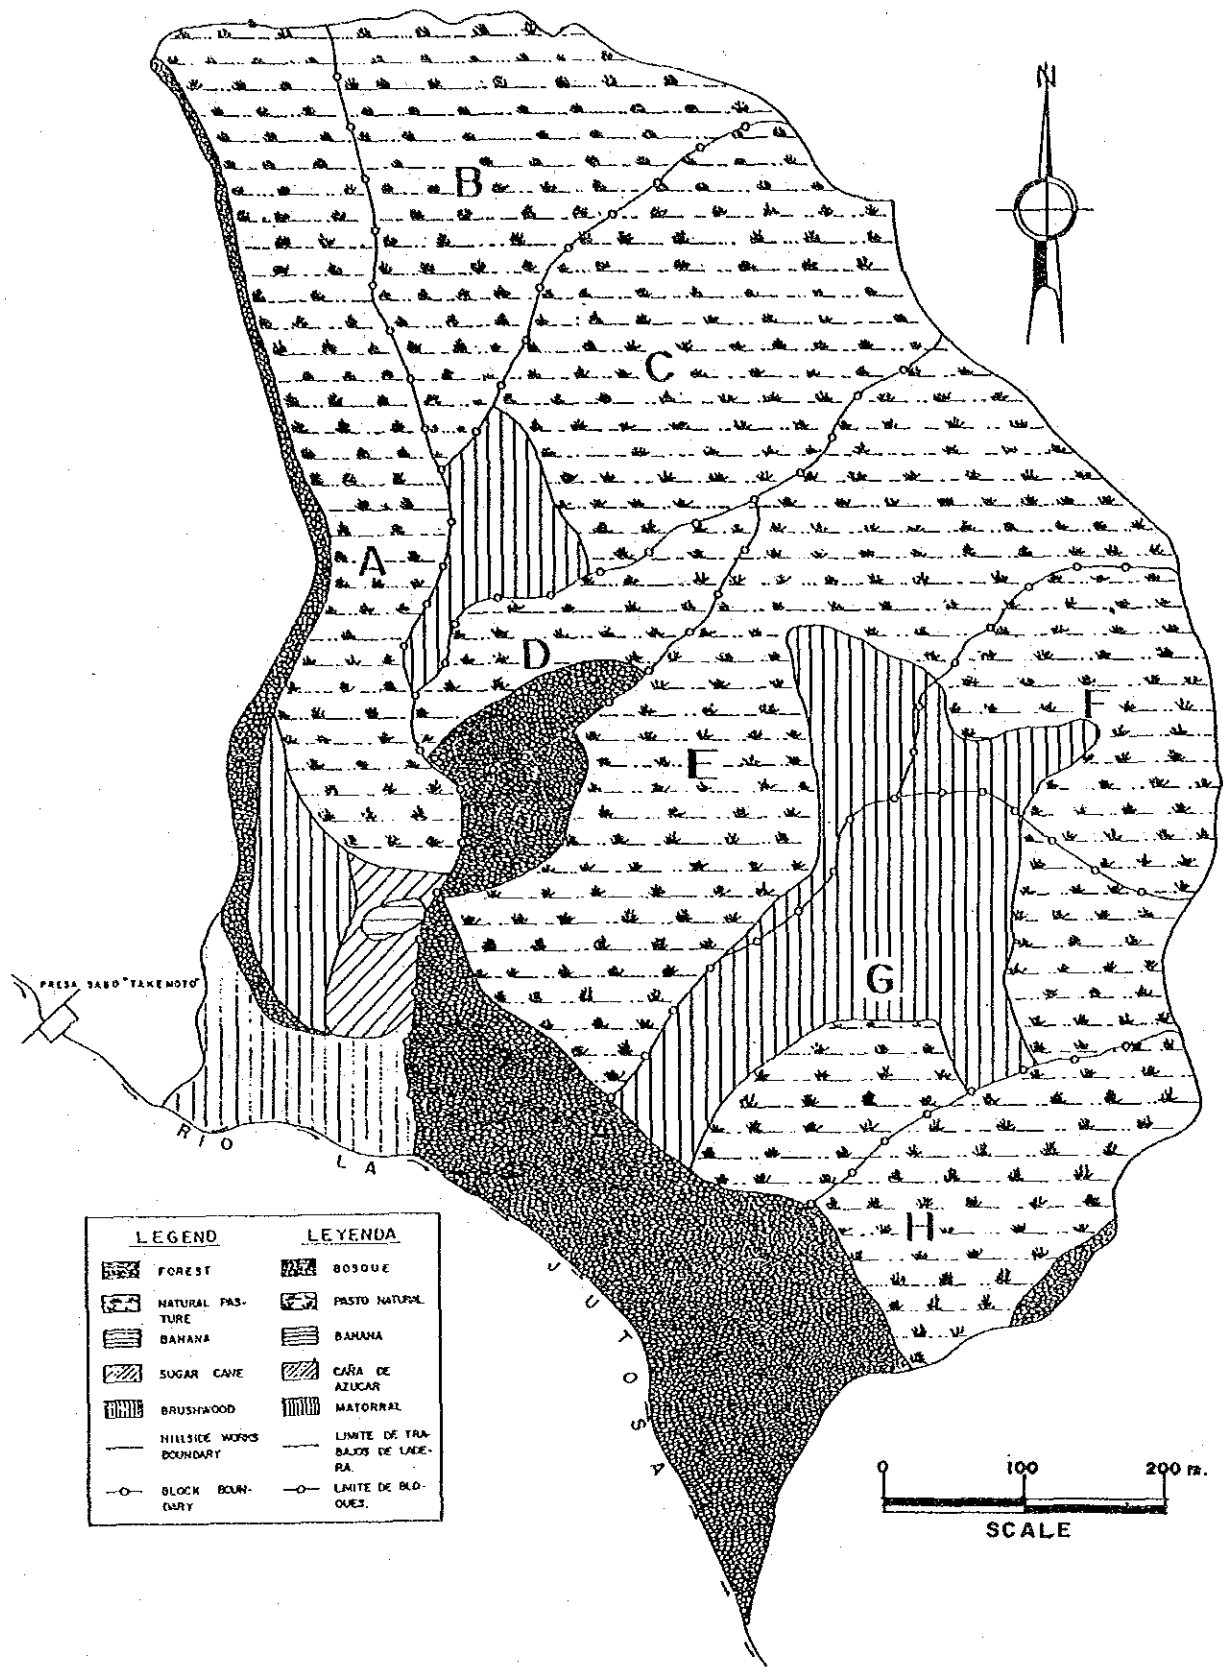 N
B
C
A
D
E
F
G
H
PRESA SABO "TAKEMOTO"
RIO LA YUTOSA
LEGEND
FOREST
NATURAL PAS-
TURE
BANANA
SUGAR CANE
BRUSHWOOD
HILLSIDE WORKS
BOUNDARY
BLOCK BOUN-
DARY
LEYENDA
BOSQUE
PASTO NATURAL
BANANA
CAÑA DE
AZUCAR
MATORRAL
LIMITE DE TRA-
BAJOS DE LADE-
RA.
LIMITE DE BLO-
QUES.
0 100 200 m.
SCALE